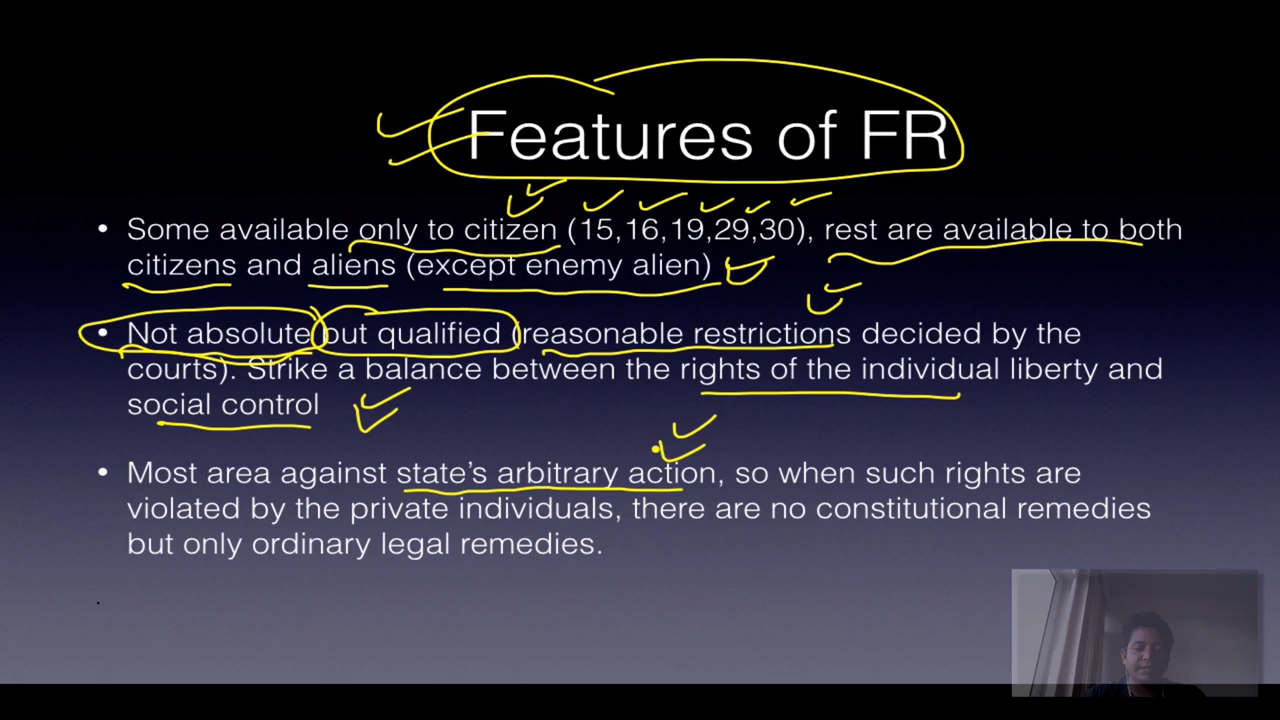 Features of FR
• Some available only to citizen (15,16,19,29,30), rest are available to both
citizens and aliens (except enemy alien)
• Not absolute but qualified (reasonable restrictions decided by the
courts). Strike a balance between the rights of the individual liberty and
social control
• Most area against state's arbitrary action, so when such rights are
violated by the private individuals, there are no constitutional remedies
but only ordinary legal remedies.